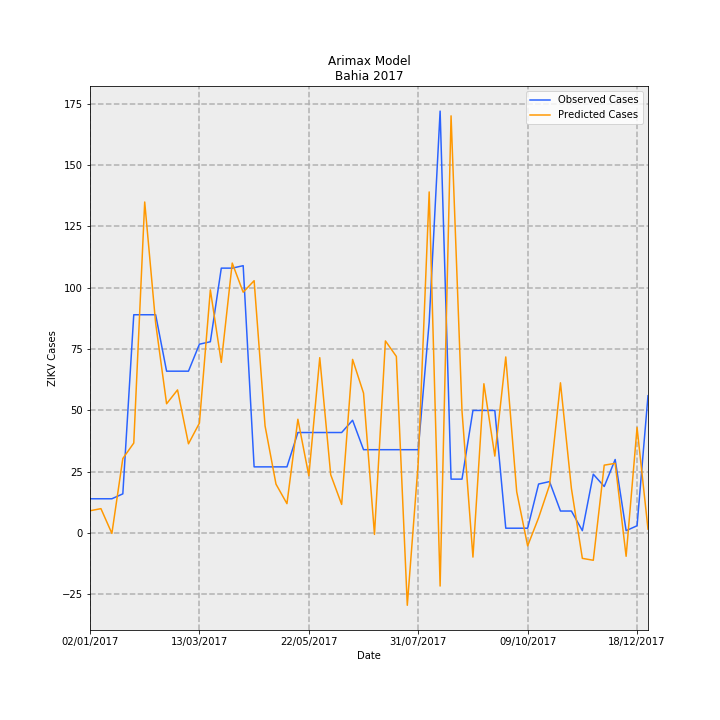 Arimax Model
Bahia 2017
Observed Cases
Predicted Cases
ZIKV Cases
175
150
125
100
75
50
25
0
−25
02/01/2017
13/03/2017
22/05/2017
31/07/2017
09/10/2017
18/12/2017
Date